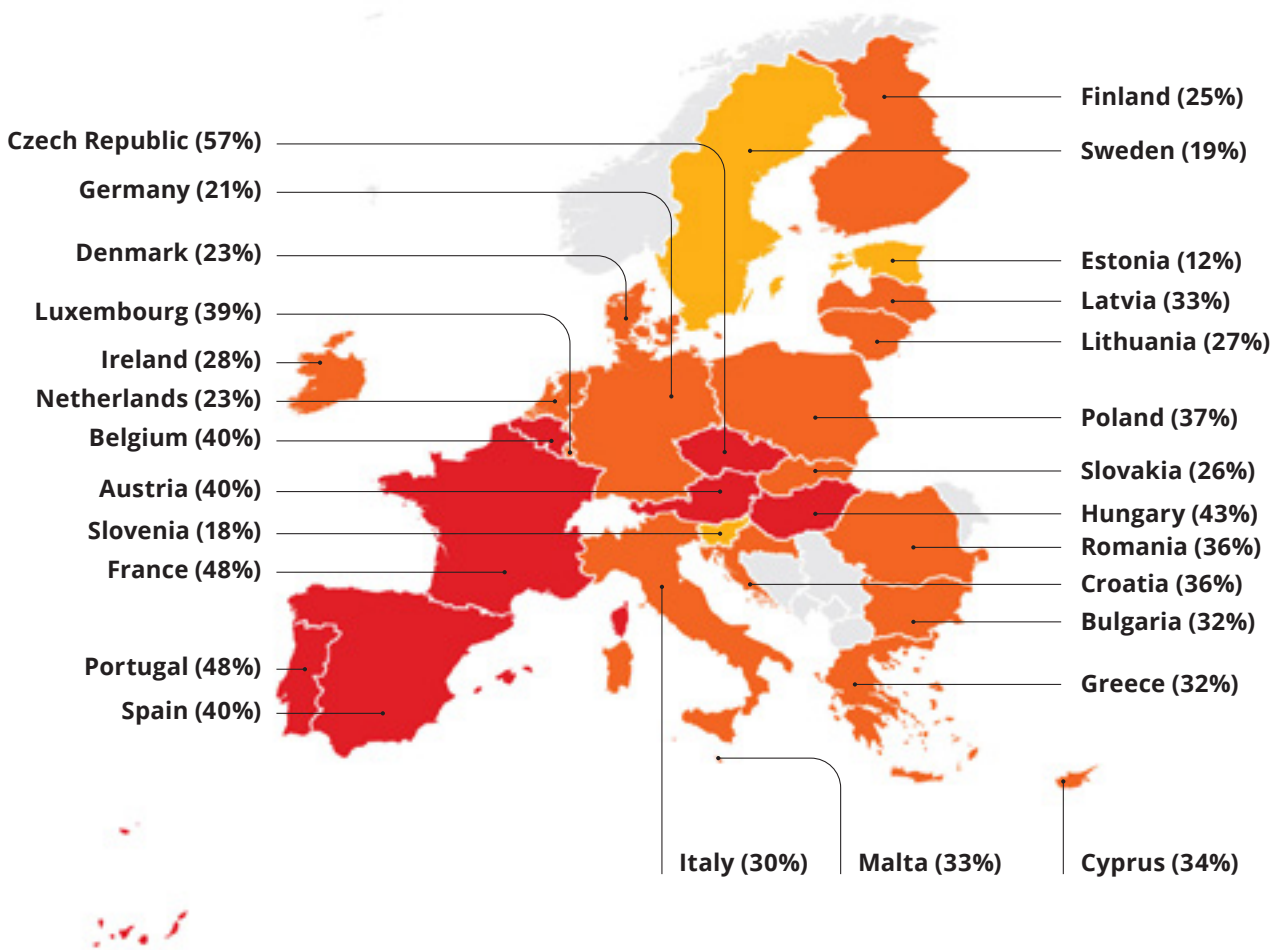 Czech Republic (57%)
Germany (21%)
Denmark (23%)
Luxembourg (39%)
Ireland (28%)
Netherlands (23%)
Belgium (40%)
Austria (40%)
Slovenia (18%)
France (48%)
Portugal (48%)
Spain (40%)
Finland (25%)
Sweden (19%)
Estonia (12%)
Latvia (33%)
Lithuania (27%)
Poland (37%)
Slovakia (26%)
Hungary (43%)
Romania (36%)
Croatia (36%)
Bulgaria (32%)
Greece (32%)
Italy (30%)
Malta (33%)
Cyprus (34%)